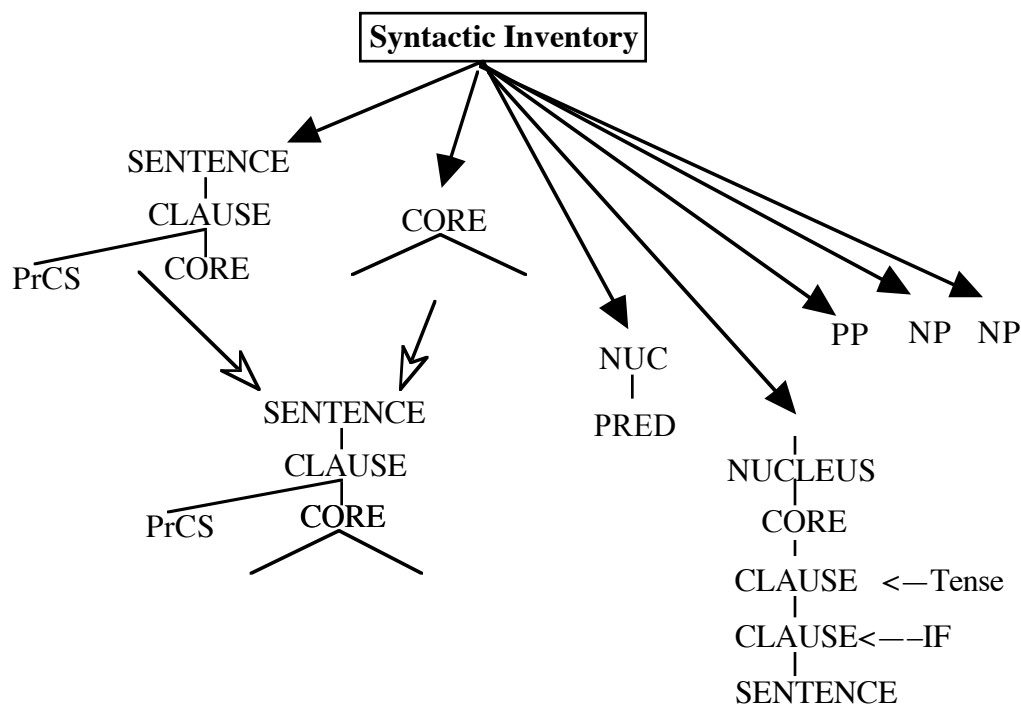 Syntactic Inventory
SENTENCE
CLAUSE
CORE
PrCS
CORE
PP NP NP
NUC
PRED
SENTENCE
CLAUSE
PrCS
CORE
NUCLEUS
CORE
CLAUSE <—Tense
CLAUSE<––IF
SENTENCE